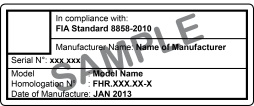 In compliance with:
FIA Standard 8858-2010
Manufacturer Name: Name of Manufacturer
Serial N°: xxx xxx
Model : Model Name
Homologation N° : FHR.XXX.XX-X
Date of Manufacture: JAN 2013
SAMPLE